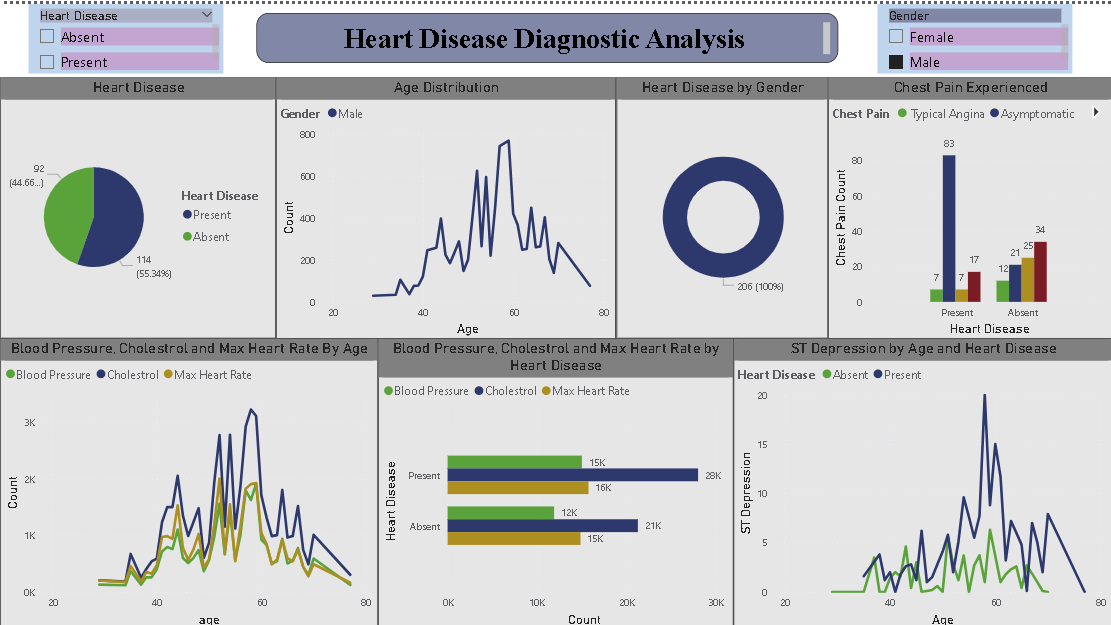 Heart Disease
Absent
Present
Heart Disease Diagnostic Analysis
Gender
Female
Male
Heart Disease
92
(44.66...)
114
(55.34%)
Heart Disease
Present
Absent
Age Distribution
Gender Male
800
600
400
200
0
Count
20 40 60 80
Age
Heart Disease by Gender
206 (100%)
Chest Pain Experienced
Chest Pain Typical Angina Asymptomatic
80
60
40
20
0
Chest Pain Count
83
7 7 17
12 21 25 34
Present Absent
Heart Disease
Blood Pressure, Cholestrol and Max Heart Rate By Age
Blood Pressure Cholestrol Max Heart Rate
3K
2K
1K
0K
Count
20 40 60 80
age
Blood Pressure, Cholestrol and Max Heart Rate by
Heart Disease
Blood Pressure Cholestrol Max Heart Rate
Heart Disease
Present
15K
28K
16K
Absent
12K
21K
15K
0K 10K 20K 30K
Count
ST Depression by Age and Heart Disease
Heart Disease Absent Present
20
15
10
5
0
ST Depression
20 40 60 80
Age